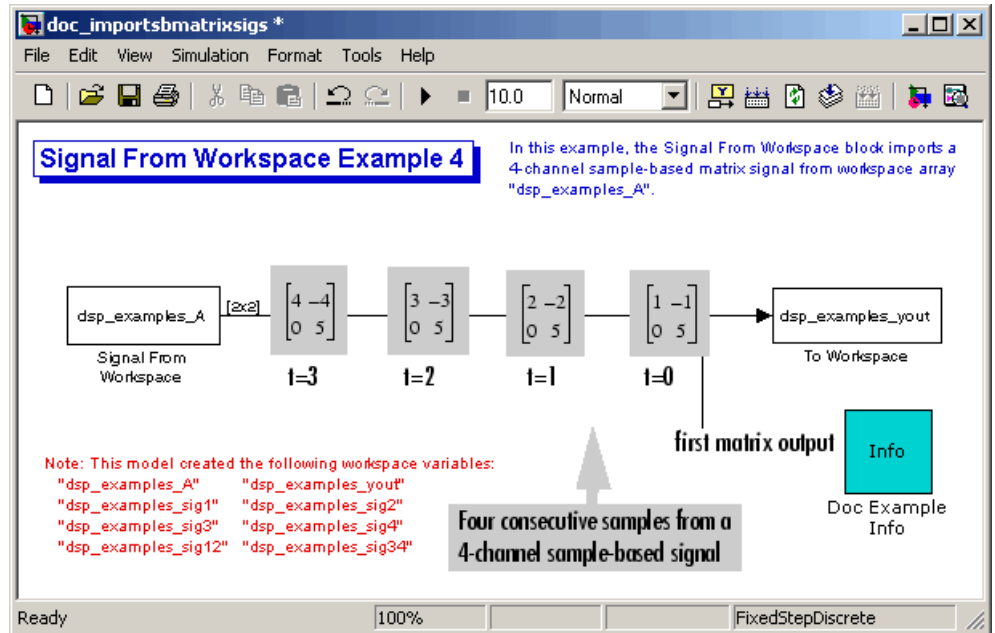 doc_importsbmatrixsigs *
File Edit View Simulation Format Tools Help
10.0 Normal
Signal From Workspace Example 4
In this example, the Signal From Workspace block imports a
4-channel sample-based matrix signal from workspace array
"dsp_examples_A".
dsp_examples_A
[2x2]
4 -4
0 5
3 -3
0 5
2 -2
0 5
1 -1
0 5
dsp_examples_yout
Signal From
Workspace
t=3
t=2
t=1
t=0
To Workspace
first matrix output
Info
Doc Example
Info
Note: This model created the following workspace variables:
"dsp_examples_A" "dsp_examples_yout"
"dsp_examples_sig1" "dsp_examples_sig2"
"dsp_examples_sig3" "dsp_examples_sig4"
"dsp_examples_sig12" "dsp_examples_sig34"
Four consecutive samples from a
4-channel sample-based signal
Ready 100% FixedStepDiscrete